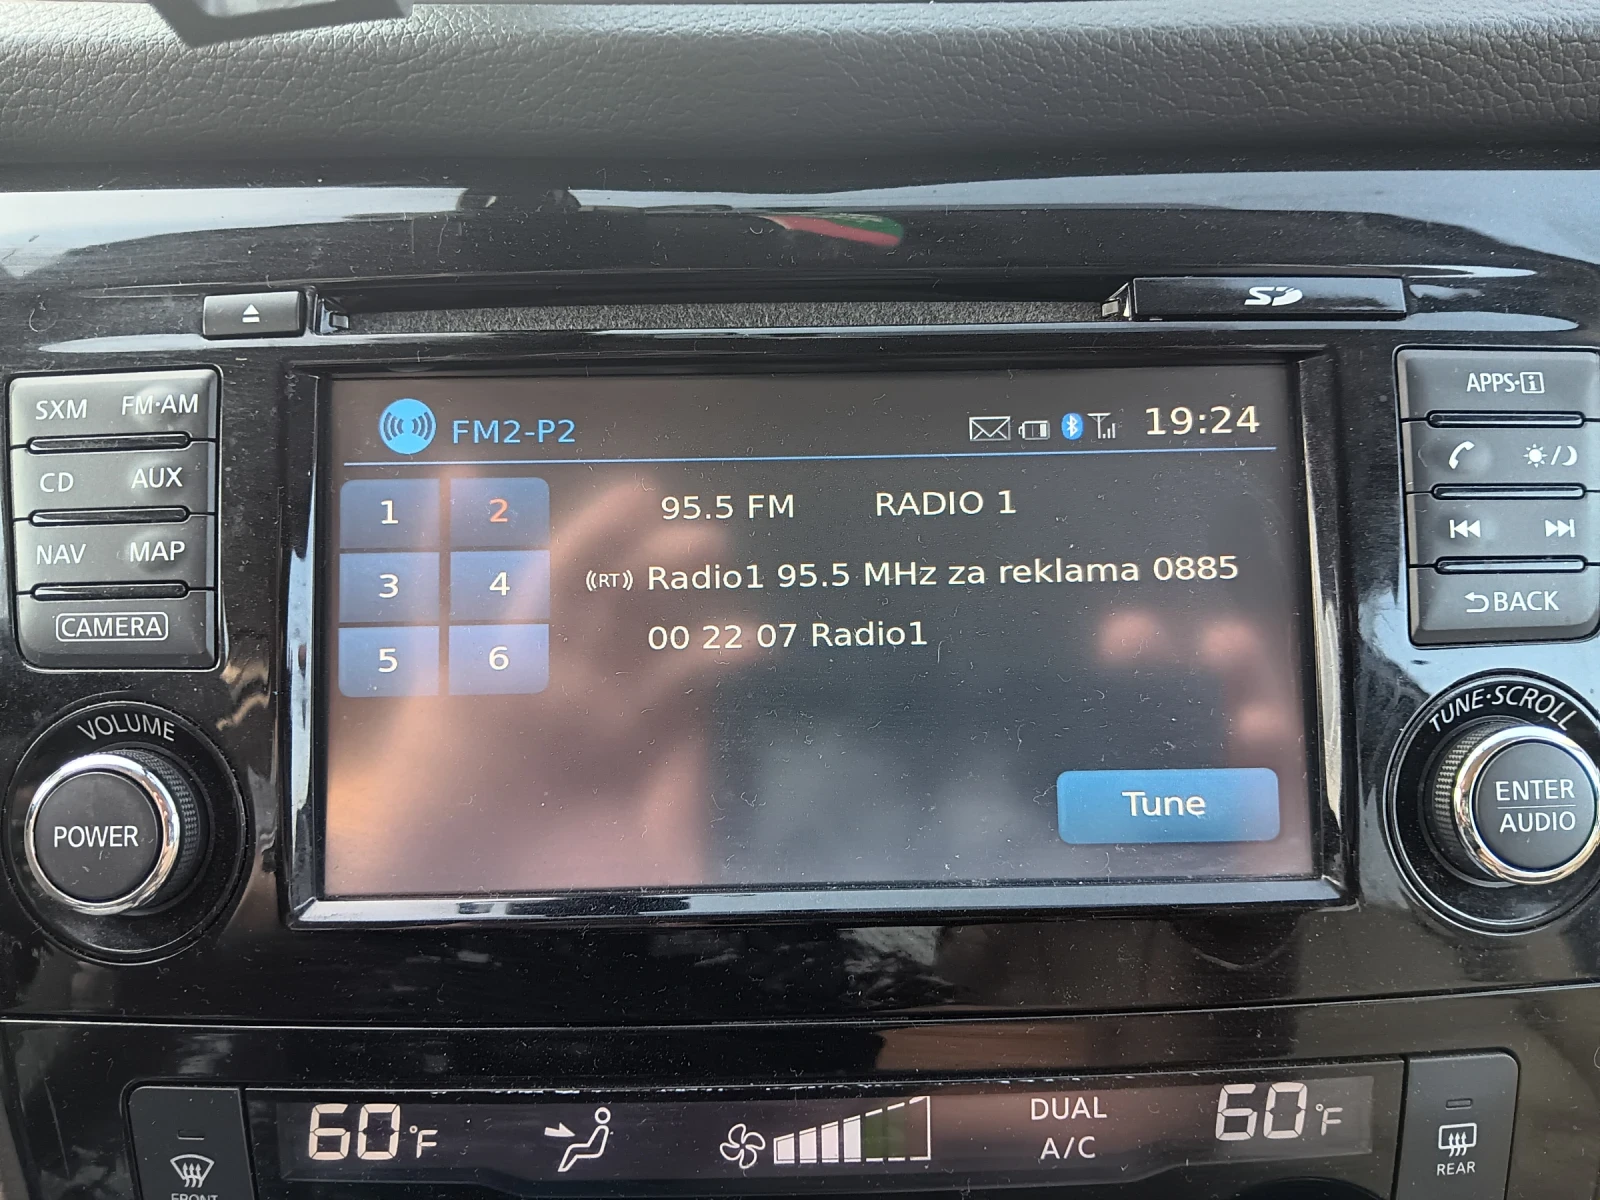 SD
SXM FM·AM
CD AUX
NAV MAP
CAMERA
VOLUME
POWER
FM2-P2 19:24
1 2
3 4
5 6
95.5 FM RADIO 1
((RT)) Radio1 95.5 MHz za reklama 0885
00 22 07 Radio1
Tune
APPS·i
BACK
TUNE·SCROLL
ENTER
AUDIO
60°F
DUAL
A/C
60°F
FRONT
REAR